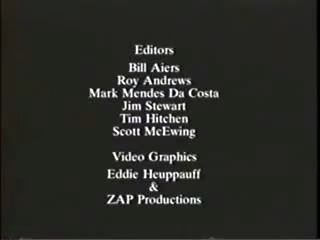 Editors
Bill Aiers
Roy Andrews
Mark Mendes Da Costa
Jim Stewart
Tim Hitchen
Scott McEwing
Video Graphics
Eddie Heuppauff
&
ZAP Productions